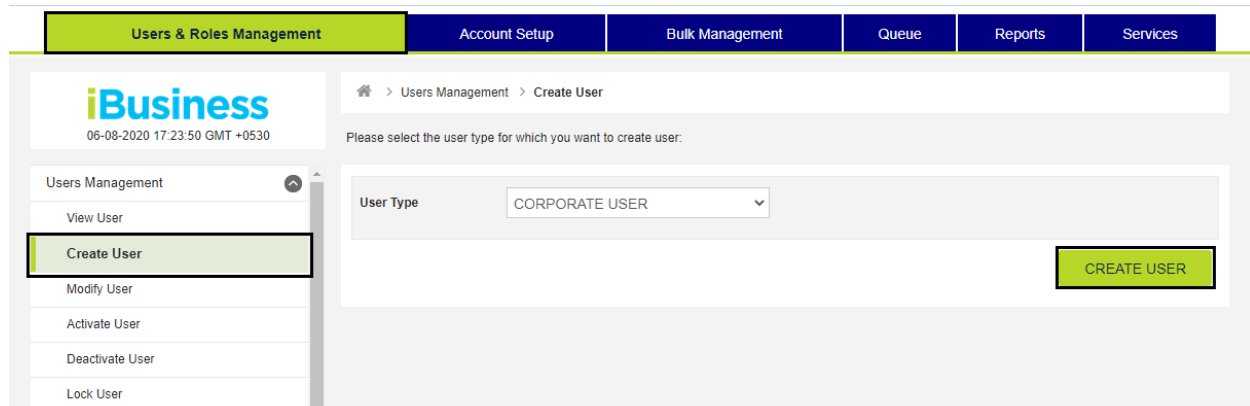 Users & Roles Management Account Setup Bulk Management Queue Reports Services
iBusiness
06-08-2020 17:23:50 GMT +0530
Users Management
View User
Create User
Modify User
Activate User
Deactivate User
Lock User
> Users Management > Create User
Please select the user type for which you want to create user:
User Type CORPORATE USER
CREATE USER